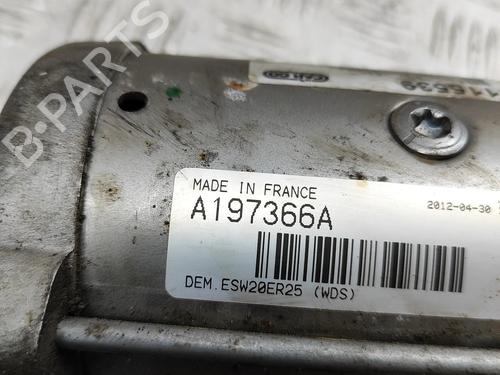 B-PARTS
MADE IN FRANCE
A197366A
2012-04-30
DEM.ESW20ER25 (WDS)